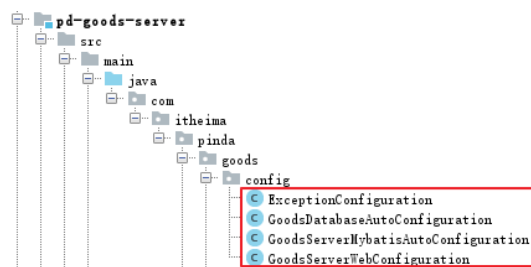 pd-goods-server
src
main
java
com
itheima
pinda
goods
config
ExceptionConfiguration
GoodsDatabaseAutoConfiguration
GoodsServerMybatisAutoConfiguration
GoodsServerWebConfiguration